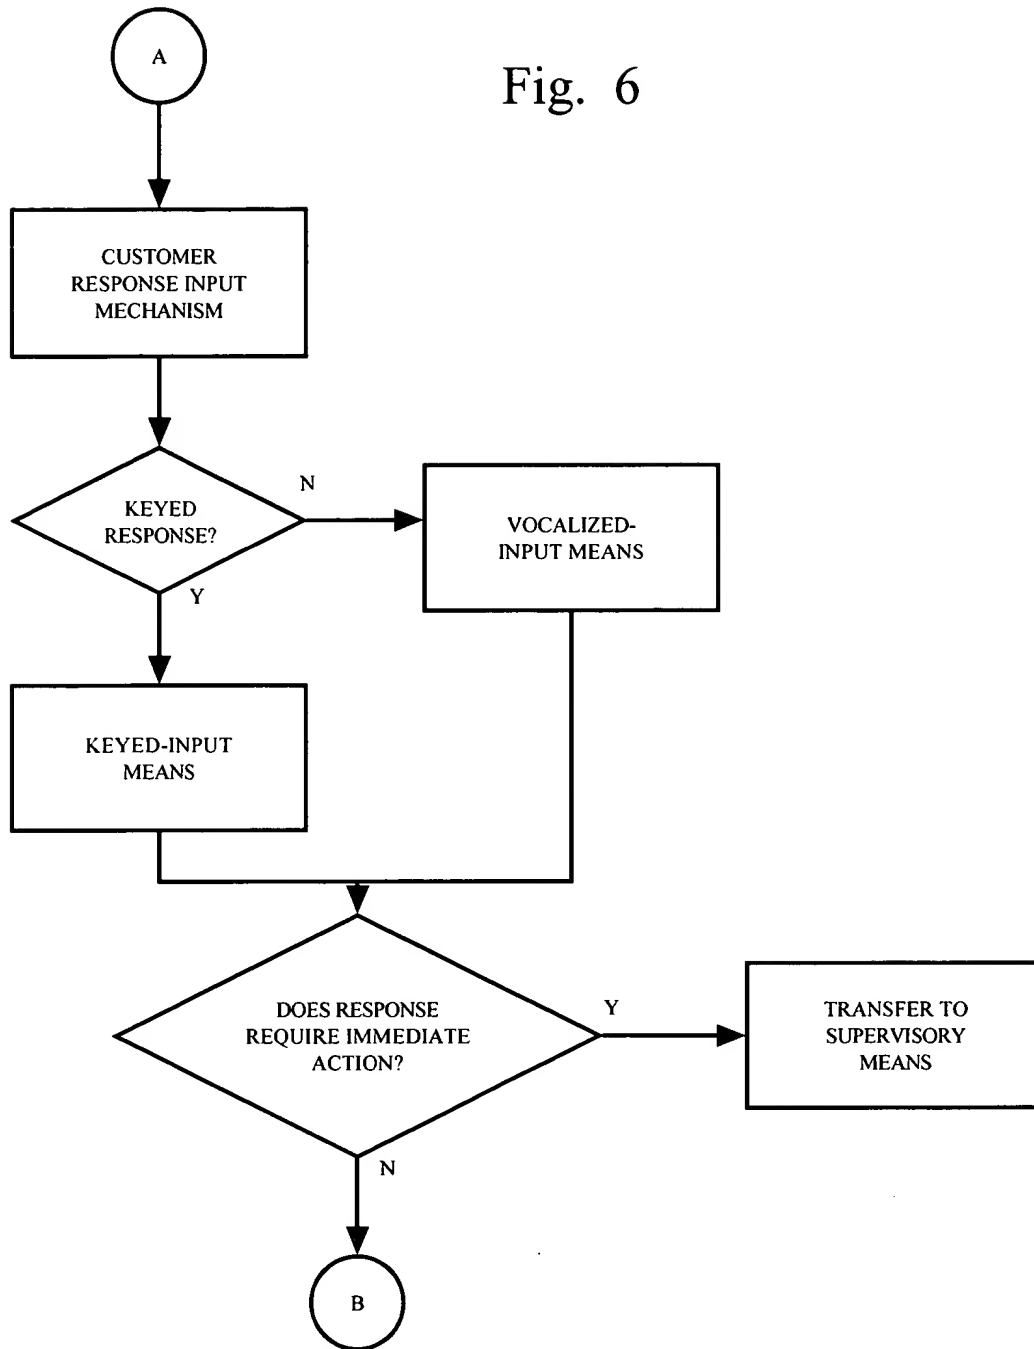 A
Fig. 6
CUSTOMER
RESPONSE INPUT
MECHANISM
KEYED
RESPONSE?
N
Y
VOCALIZED-
INPUT MEANS
KEYED-INPUT
MEANS
DOES RESPONSE
REQUIRE IMMEDIATE
ACTION?
Y
N
TRANSFER TO
SUPERVISORY
MEANS
B